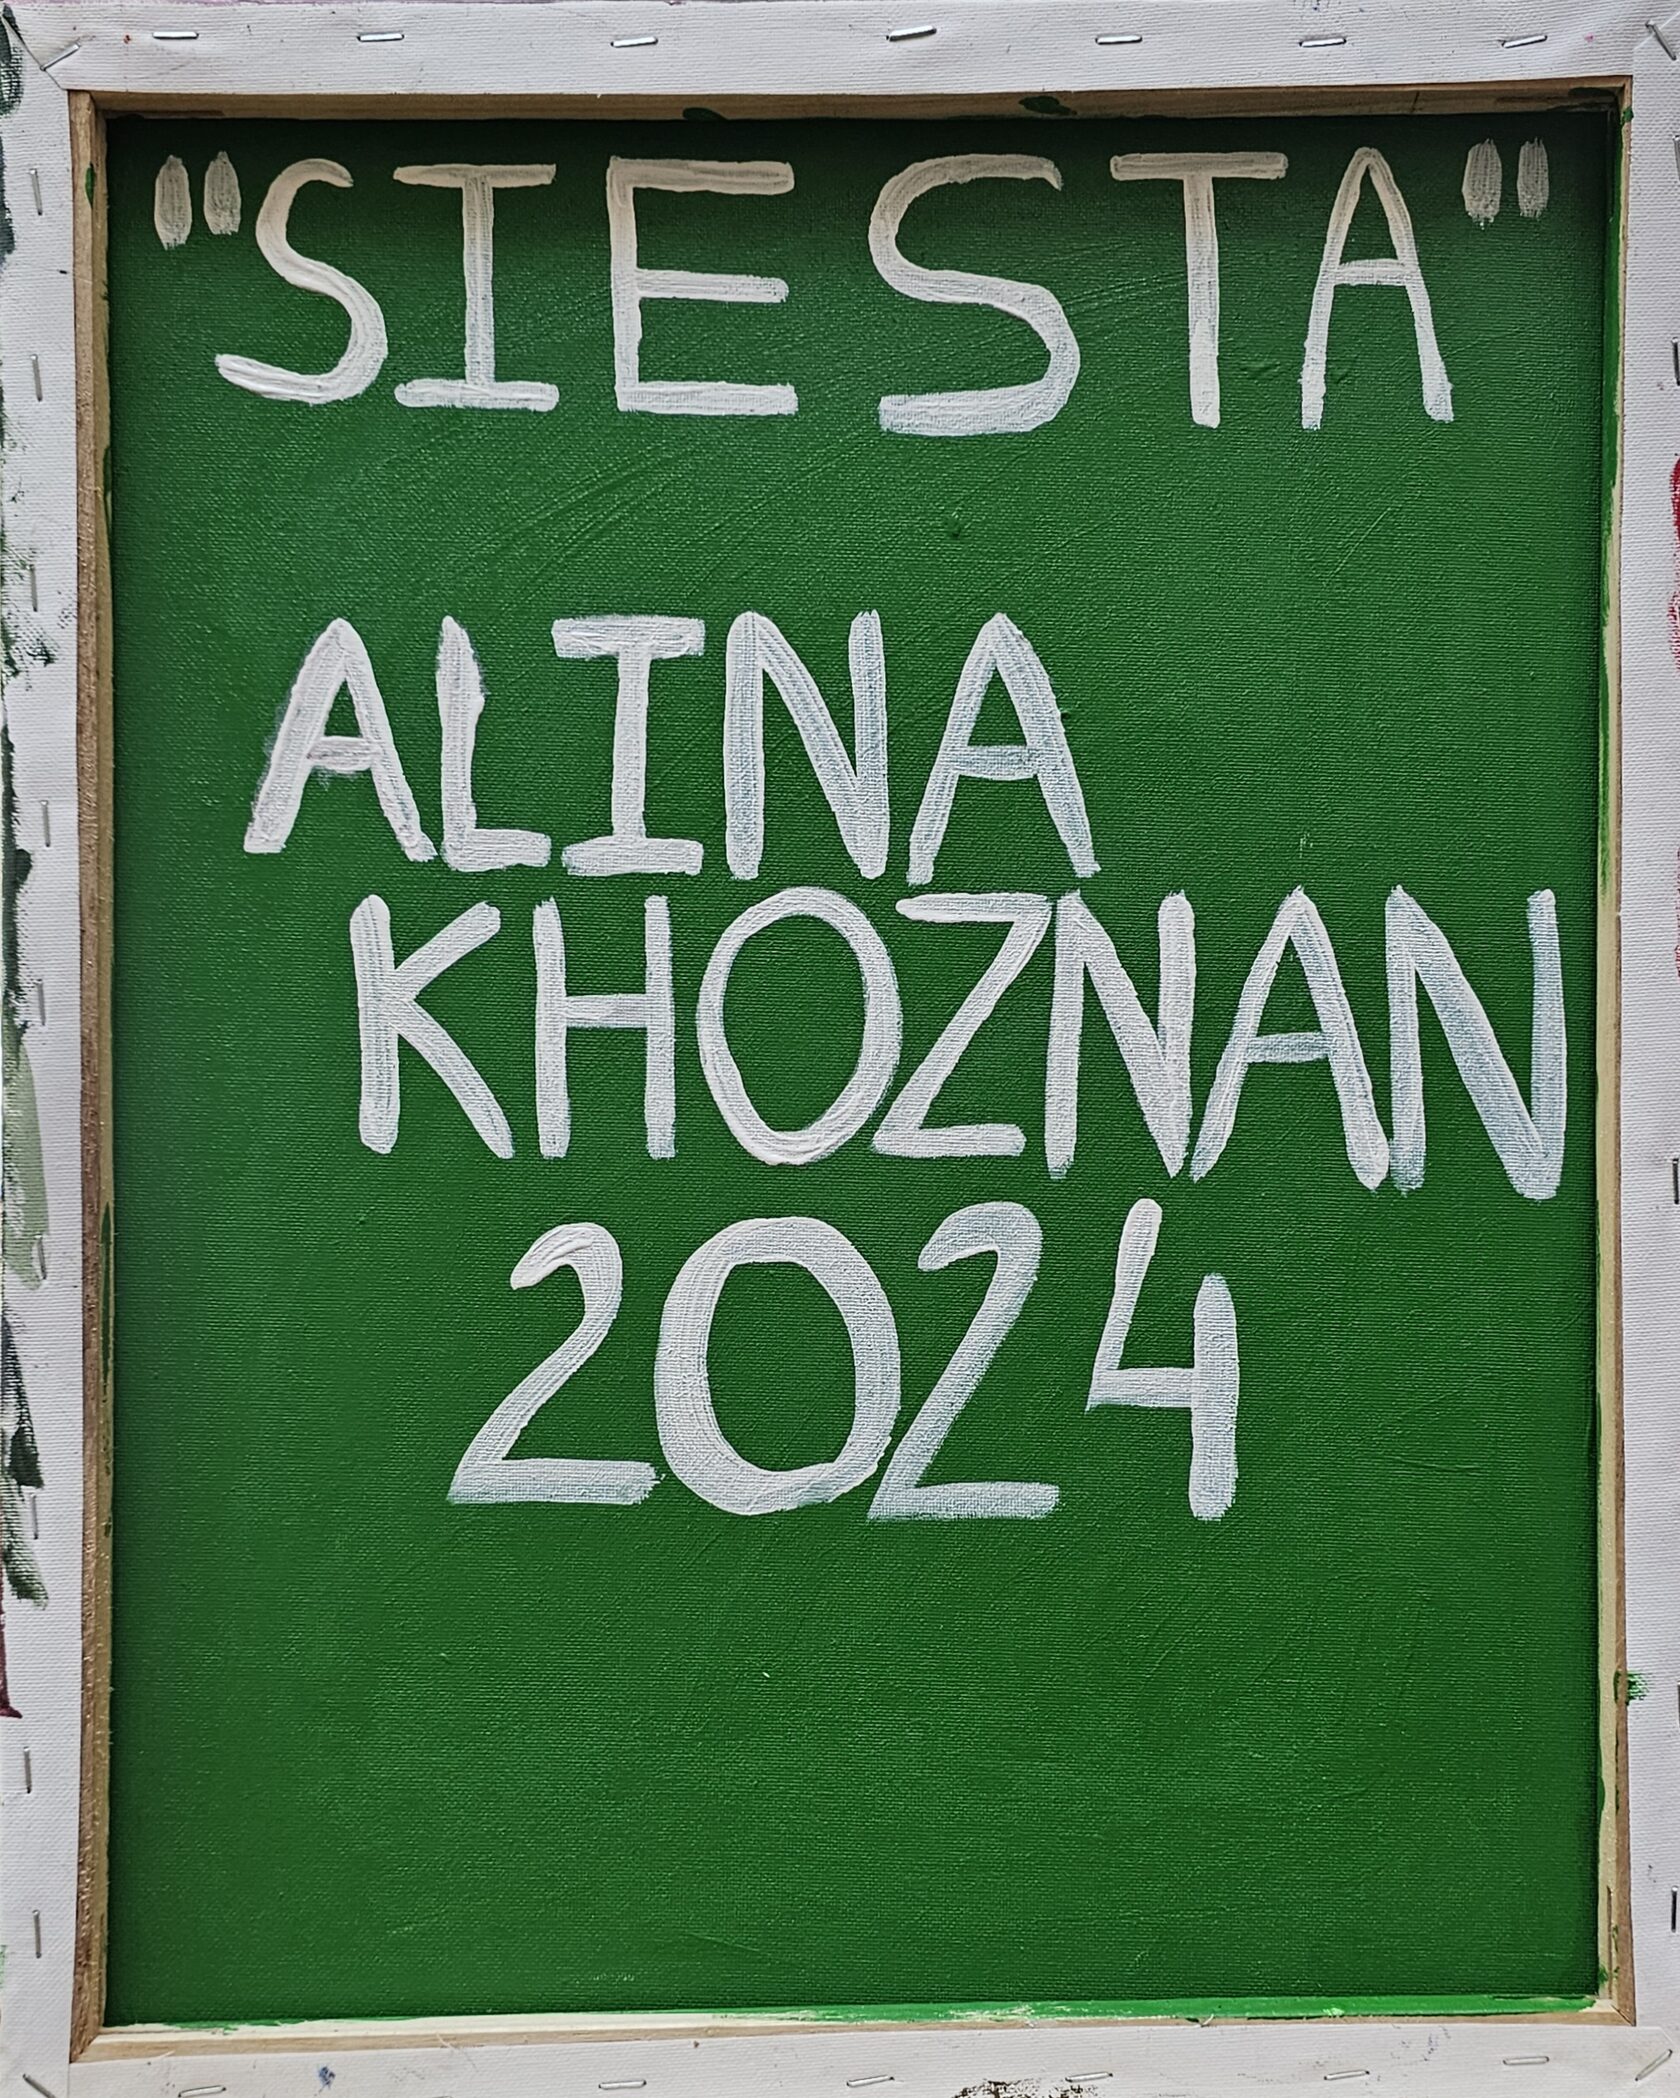 "SIESTA"
ALINA
KHOZNAN
2024